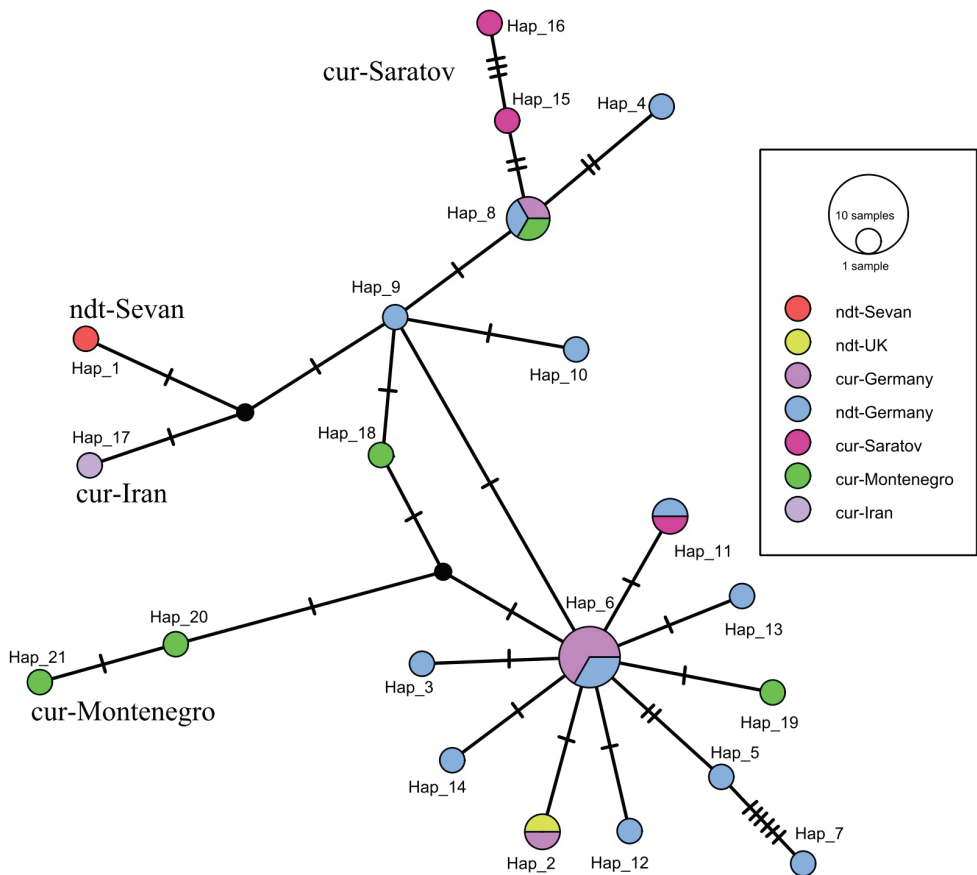 Hap_16
cur-Saratov
Hap_15
Hap_4
Hap_8
10 samples
1 sample
Hap_9
ndt-Sevan
Hap_1
Hap_10
Hap_17
Hap_18
cur-Iran
ndt-Sevan
ndt-UK
cur-Germany
ndt-Germany
cur-Saratov
cur-Montenegro
cur-Iran
Hap_11
Hap_6
Hap_13
Hap_20
Hap_21
Hap_3
cur-Montenegro
Hap_19
Hap_5
Hap_14
Hap_7
Hap_2
Hap_12